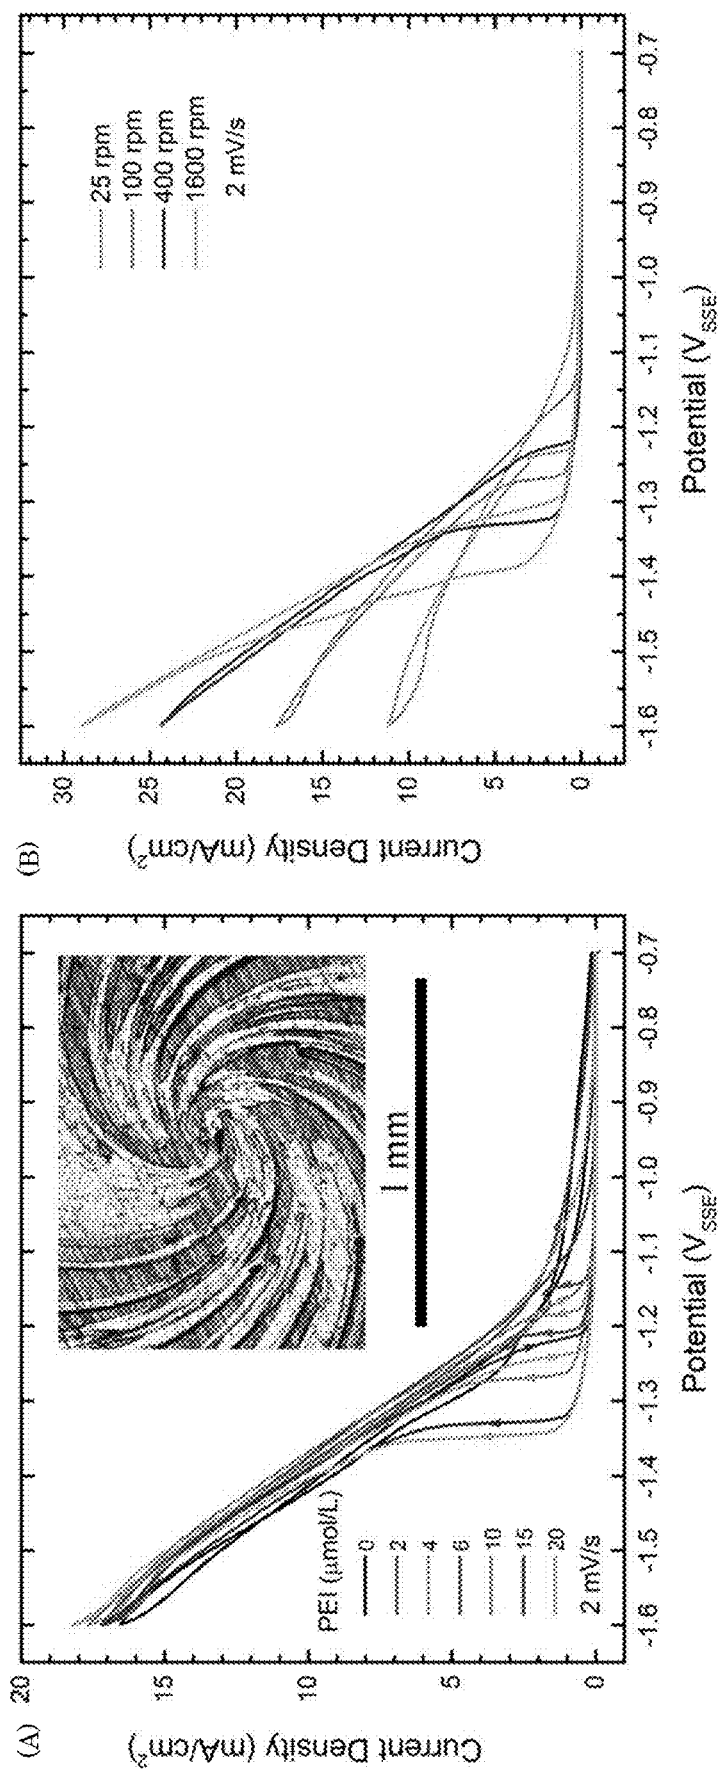 (A)
Current Density (mA/cm²)
20
15
10
5
0
PEI (μmol/L)
0
2
4
6
10
15
20
2 mV/s
1 mm
-1.6
-1.5
-1.4
-1.3
-1.2
-1.1
-1.0
-0.9
-0.8
-0.7
Potential (V_SSE)
(B)
Current Density (mA/cm²)
30
25
20
15
10
5
0
25 rpm
100 rpm
400 rpm
1600 rpm
2 mV/s
-1.6
-1.5
-1.4
-1.3
-1.2
-1.1
-1.0
-0.9
-0.8
-0.7
Potential (V_SSE)